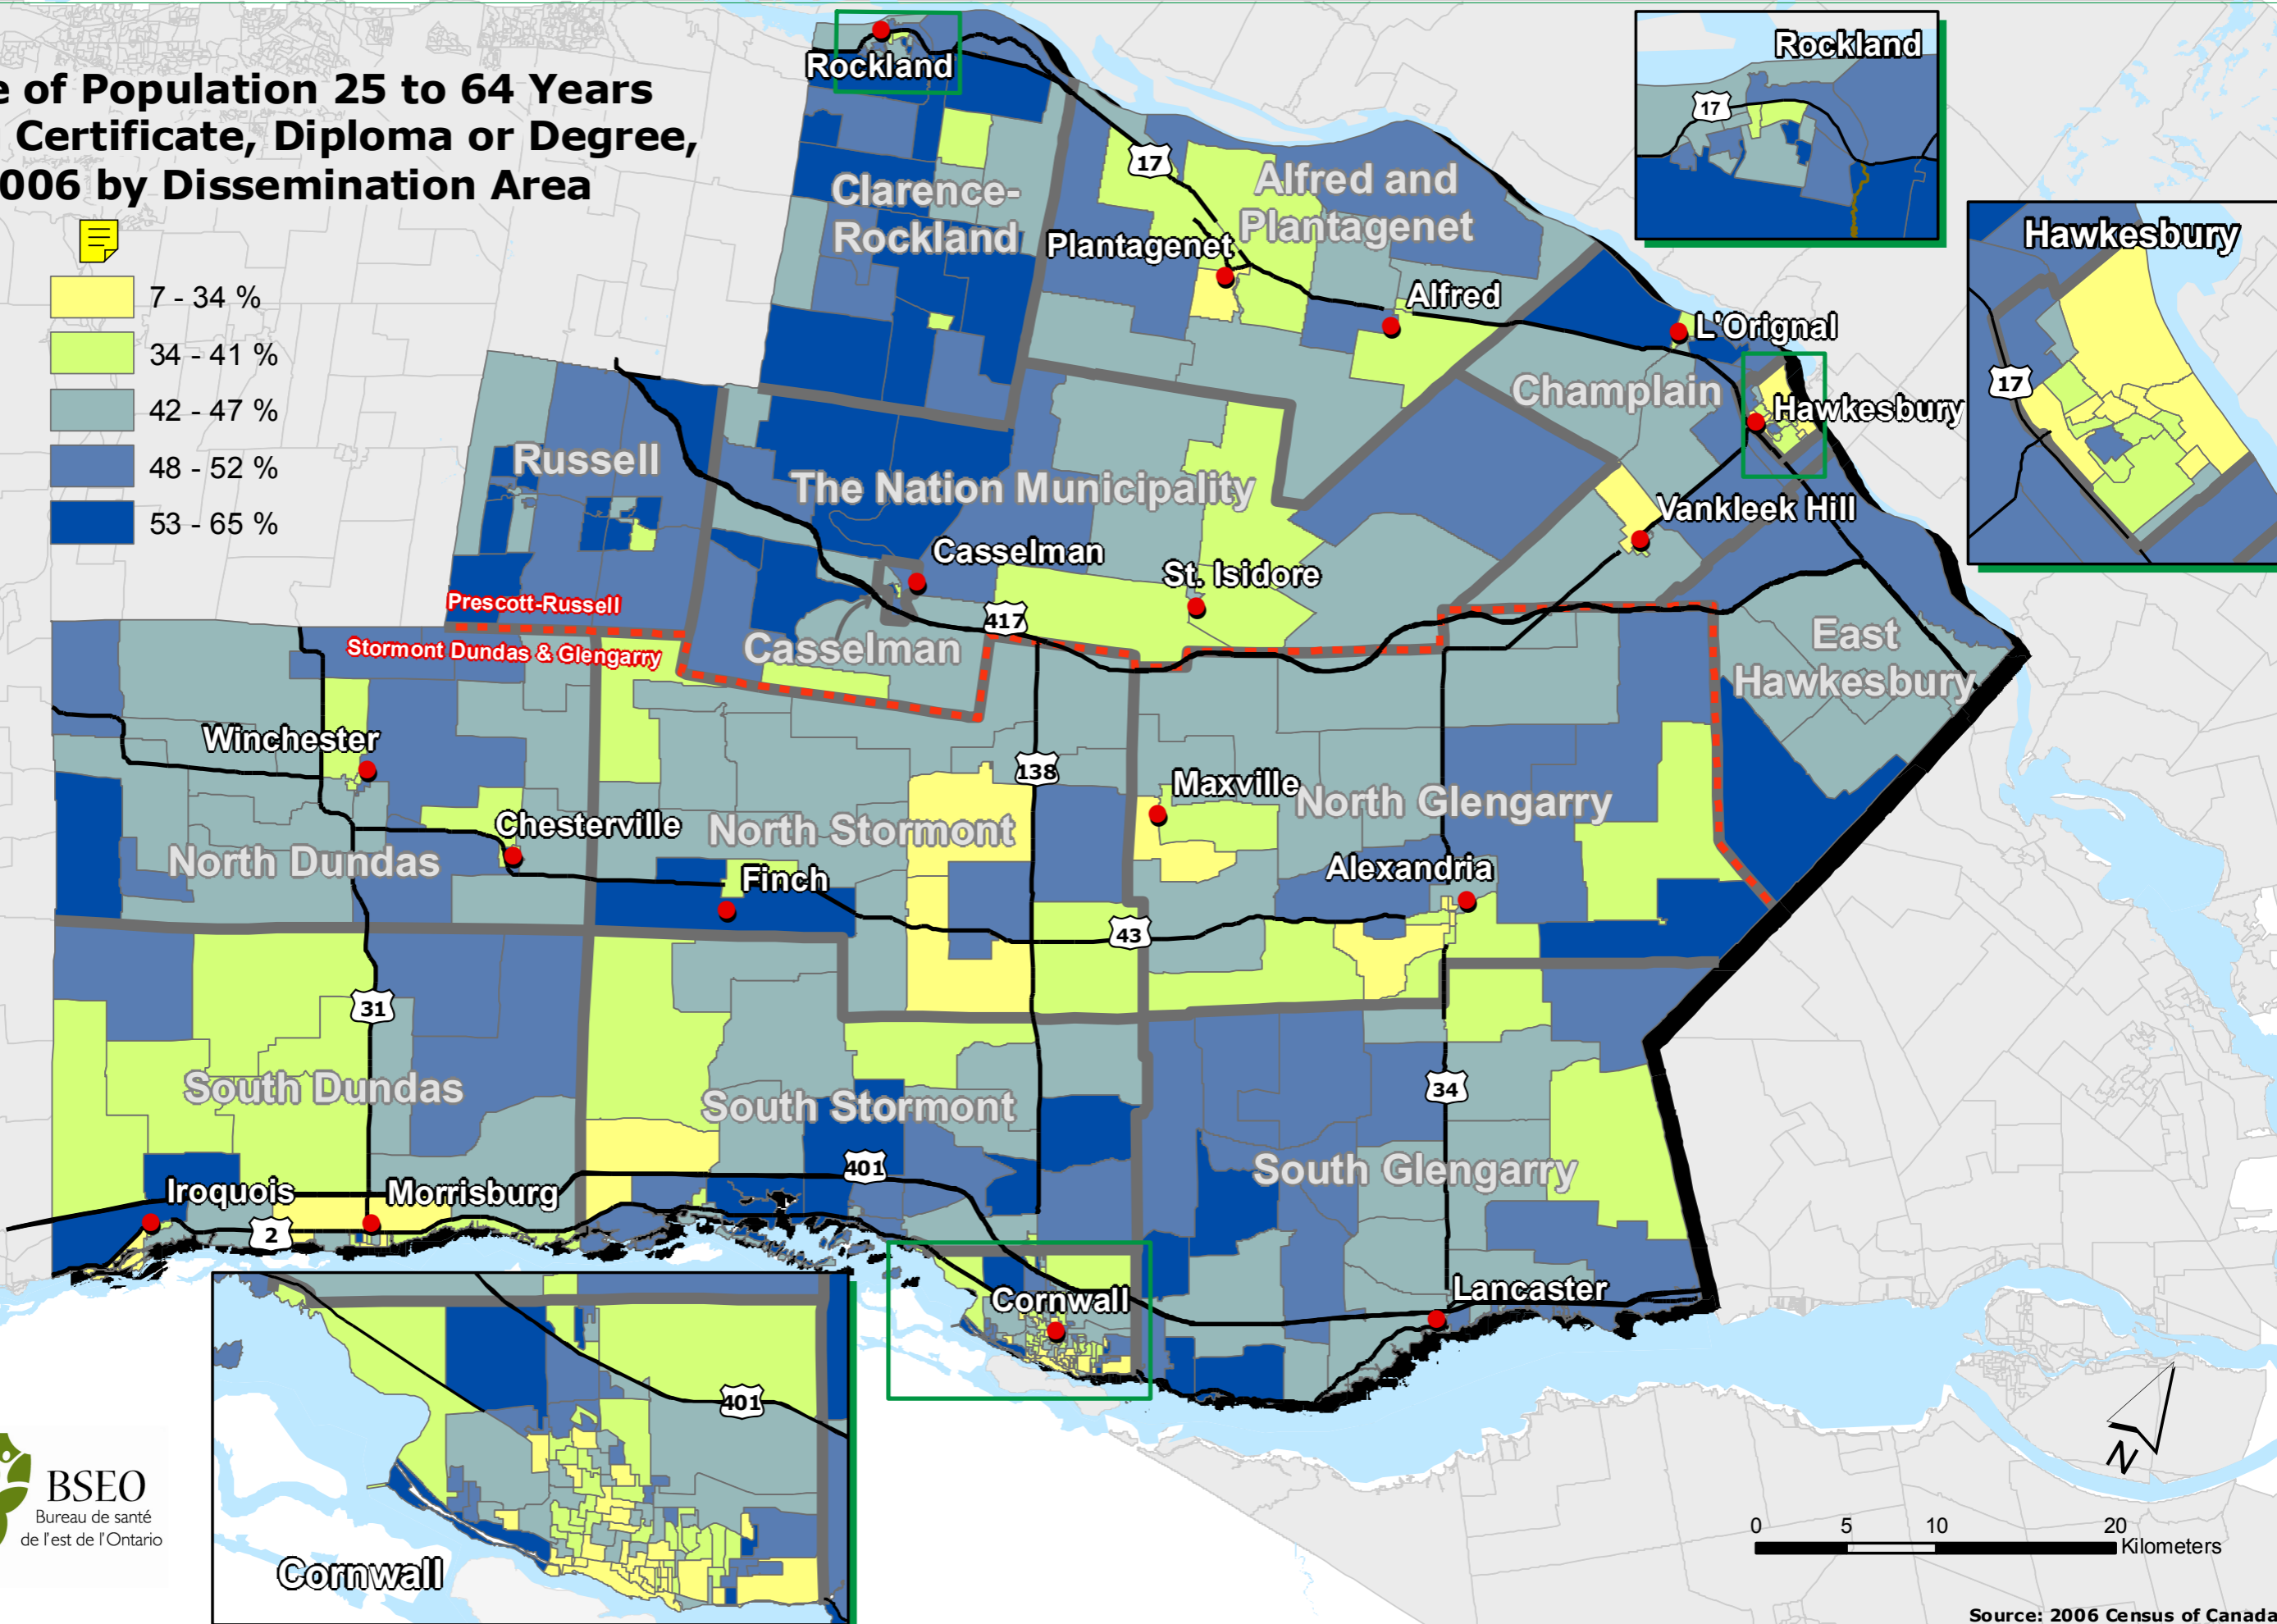 e of Population 25 to 64 Years
Certificate, Diploma or Degree,
006 by Dissemination Area
7 - 34 %
34 - 41 %
42 - 47 %
48 - 52 %
53 - 65 %
Rockland
Rockland
17
Hawkesbury
17
Clarence-
Rockland
17
Alfred and
Plantagenet
Plantagenet
Alfred
L'Orignal
Champlain
Hawkesbury
Russell
The Nation Municipality
Vankleek Hill
Casselman
St. Isidore
417
Prescott-Russell
Stormont Dundas & Glengarry
Casselman
East
Hawkesbury
Winchester
138
Maxville
North Glengarry
Chesterville
North Stormont
North Dundas
Finch
Alexandria
43
31
South Dundas
South Stormont
34
401
South Glengarry
Iroquois
Morrisburg
2
Cornwall
Lancaster
401
Cornwall
BSEO
Bureau de santé
de l'est de l'Ontario
N
0 5 10 20
Kilometers
Source: 2006 Census of Canada